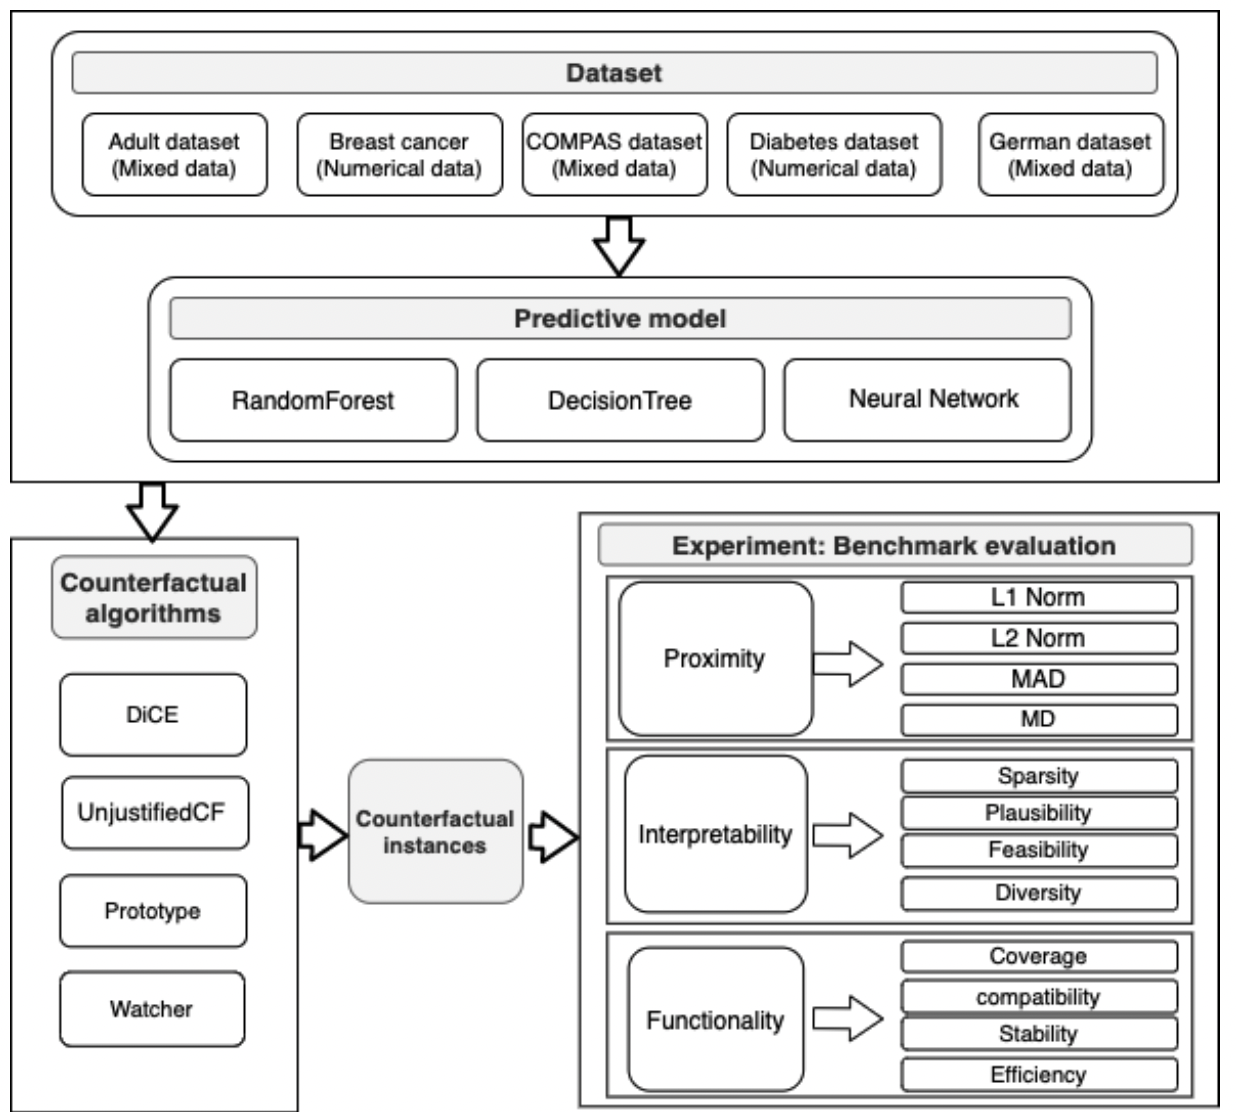 Dataset
Adult dataset
(Mixed data)
Breast cancer
(Numerical data)
COMPAS dataset
(Mixed data)
Diabetes dataset
(Numerical data)
German dataset
(Mixed data)
Predictive model
RandomForest
DecisionTree
Neural Network
Counterfactual
algorithms
DiCE
UnjustifiedCF
Prototype
Watcher
Counterfactual
instances
Experiment: Benchmark evaluation
Proximity
L1 Norm
L2 Norm
MAD
MD
Interpretability
Sparsity
Plausibility
Feasibility
Diversity
Functionality
Coverage
compatibility
Stability
Efficiency